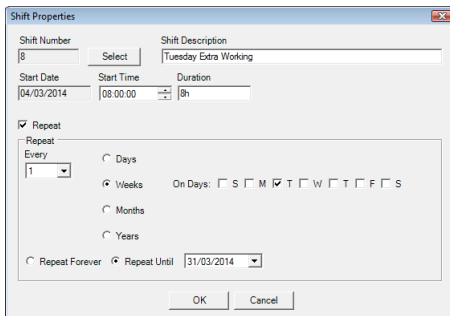 Shift Properties
Shift Number Shift Description
8 Select Tuesday Extra Working
Start Date Start Time Duration
04/03/2014 08:00:00 8h
Repeat
Repeat
Every
1
Days
Weeks On Days: S M T W T F S
Months
Years
Repeat Forever Repeat Until 31/03/2014
OK Cancel